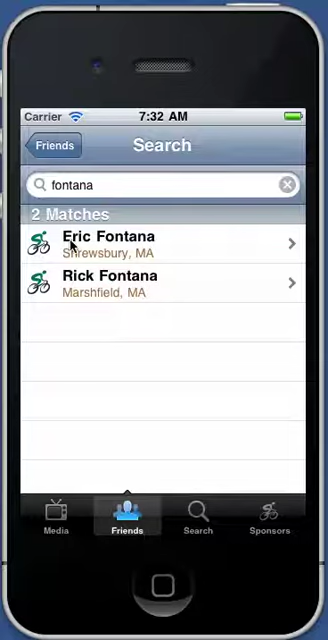 Carrier 7:32 AM
Friends Search
fontana
2 Matches
Eric Fontana
Shrewsbury, MA
Rick Fontana
Marshfield, MA
Media Friends Search Sponsors